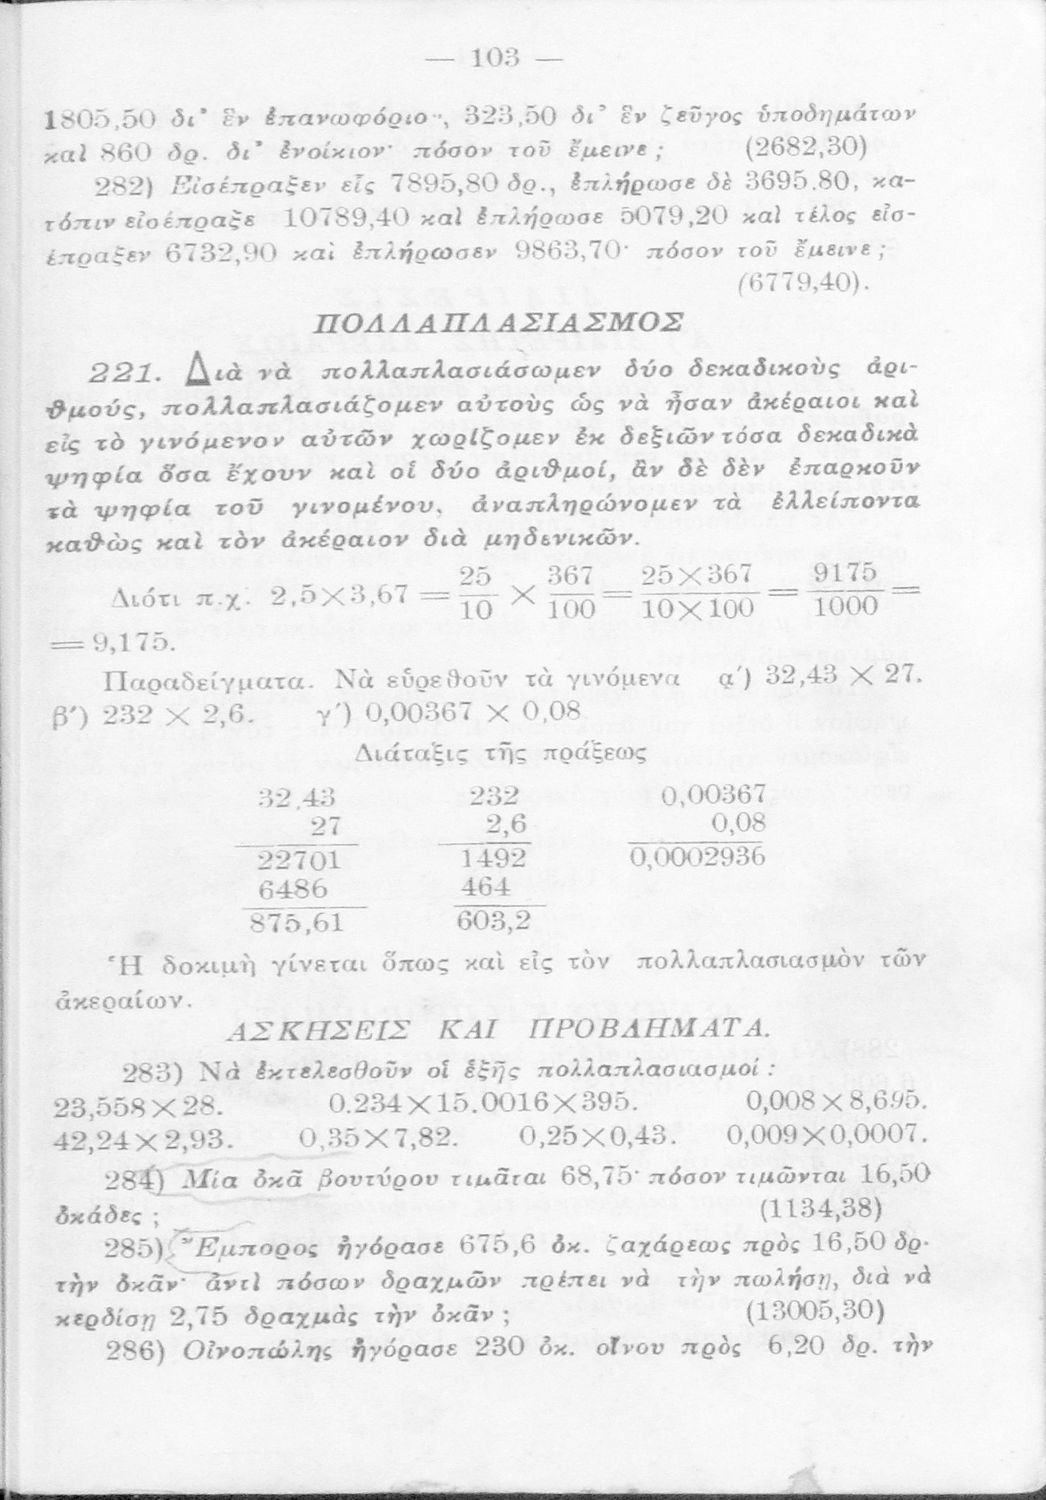 — 103 —
1805,50 δι' ἓν ἐπανωφόριο·, 323,50 δι' ἓν ζεῦγος ὑποδημάτων
καὶ 860 δρ. δι' ἐνοίκιον· πόσον τοῦ ἔμεινε ; (2682,30)
282) Εἰσέπραξεν εἰς 7895,80 δρ., ἐπλήρωσε δὲ 3695.80, κα-
τόπιν εἰσέπραξε 10789,40 καὶ ἐπλήρωσε 5079,20 καὶ τέλος εἰσ-
έπραξεν 6732,90 καὶ ἐπλήρωσεν 9863,70· πόσον τοῦ ἔμεινε ;
(6779,40).
ΠΟΛΛΑΠΛΑΣΙΑΣΜΟΣ
221. Διὰ νὰ πολλαπλασιάσωμεν δύο δεκαδικοὺς ἀρι-
θμούς, πολλαπλασιάζομεν αὐτοὺς ὡς νὰ ἦσαν ἀκέραιοι καὶ
εἰς τὸ γινόμενον αὐτῶν χωρίζομεν ἐκ δεξιῶν τόσα δεκαδικὰ
ψηφία ὅσα ἔχουν καὶ οἱ δύο ἀριθμοί, ἂν δὲ δὲν ἐπαρκοῦν
τὰ ψηφία τοῦ γινομένου, ἀναπληρώνομεν τὰ ἐλλείποντα
καθὼς καὶ τὸν ἀκέραιον διὰ μηδενικῶν.
Διότι π.χ. 2,5×3,67 = 25/10 × 367/100 = 25×367/10×100 = 9175/1000 =
= 9,175.
Παραδείγματα. Νὰ εὑρεθοῦν τὰ γινόμενα α') 32,43 × 27.
β') 232 × 2,6. γ') 0,00367 × 0,08
Διάταξις τῆς πράξεως
32,43 232 0,00367
27 2,6 0,08
22701 1492 0,0002936
6486 464
875,61 603,2
Ἡ δοκιμὴ γίνεται ὅπως καὶ εἰς τὸν πολλαπλασιασμὸν τῶν
ἀκεραίων.
ΑΣΚΗΣΕΙΣ ΚΑΙ ΠΡΟΒΛΗΜΑΤΑ.
283) Νὰ ἐκτελεσθοῦν οἱ ἑξῆς πολλαπλασιασμοί :
23,558×28. 0.234×15.0016×395. 0,008×8,695.
42,24×2,93. 0,35×7,82. 0,25×0,43. 0,009×0,0007.
284) Μία ὀκᾶ βουτύρου τιμᾶται 68,75· πόσον τιμῶνται 16,50
ὀκάδες ; (1134,38)
285) Ἔμπορος ἠγόρασε 675,6 ὀκ. ζαχάρεως πρὸς 16,50 δρ.
τὴν ὀκᾶν· ἀντὶ πόσων δραχμῶν πρέπει νὰ τὴν πωλήσῃ, διὰ νὰ
κερδίσῃ 2,75 δραχμὰς τὴν ὀκᾶν ; (13005,30)
286) Οἰνοπώλης ἠγόρασε 230 ὀκ. οἴνου πρὸς 6,20 δρ. τὴν